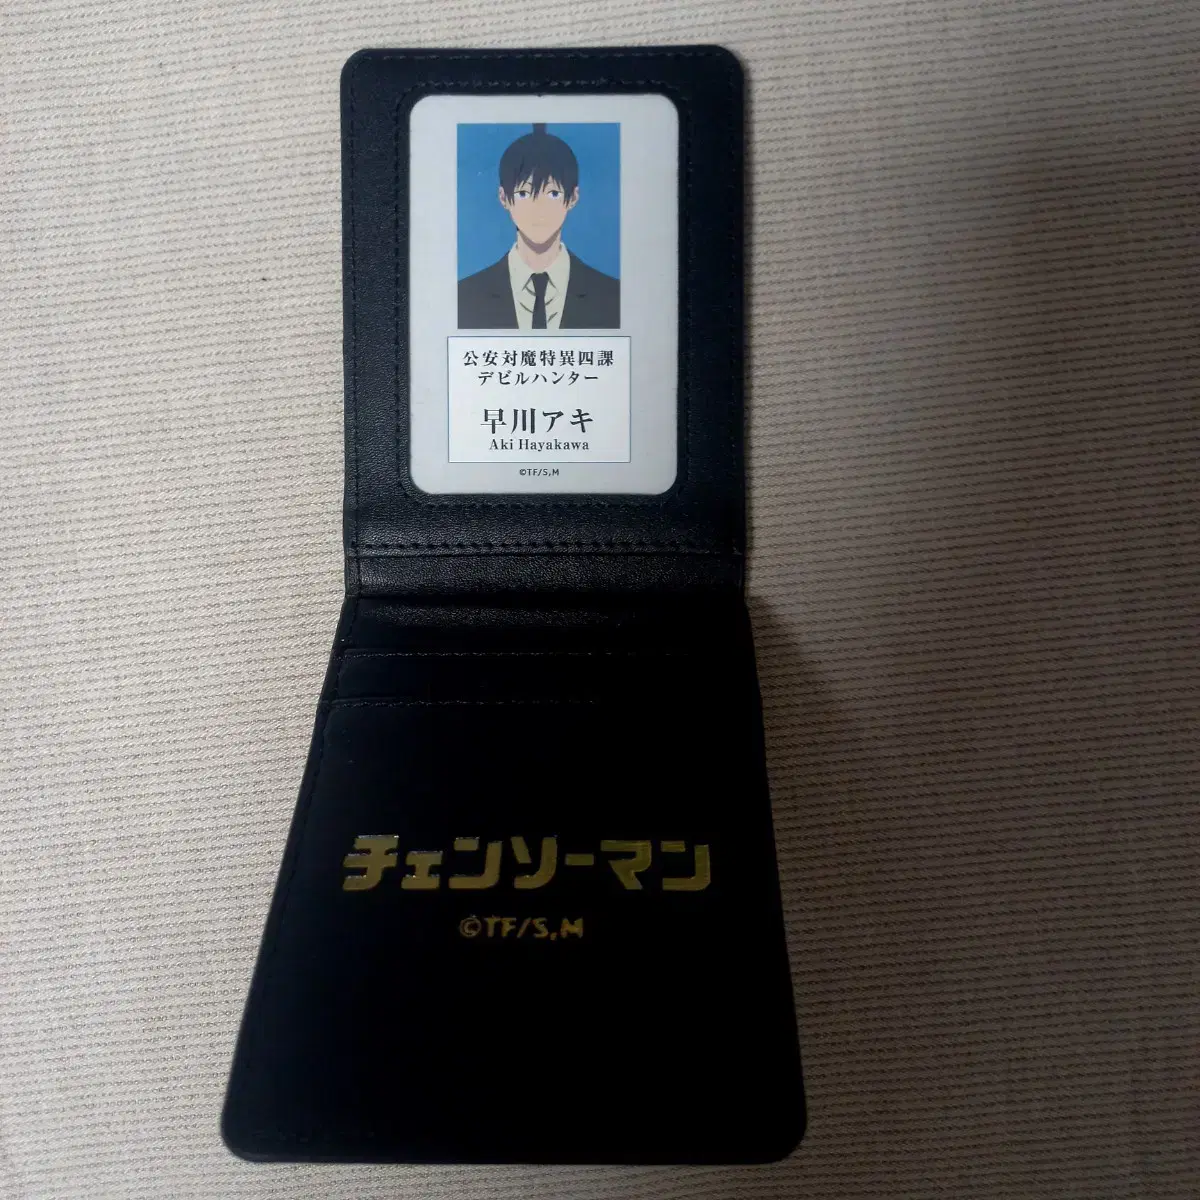 公安対魔特異四課
デビルハンター
早川アキ
Aki Hayakawa
©TF/S,M
チェンソーマン
©TF/S,M